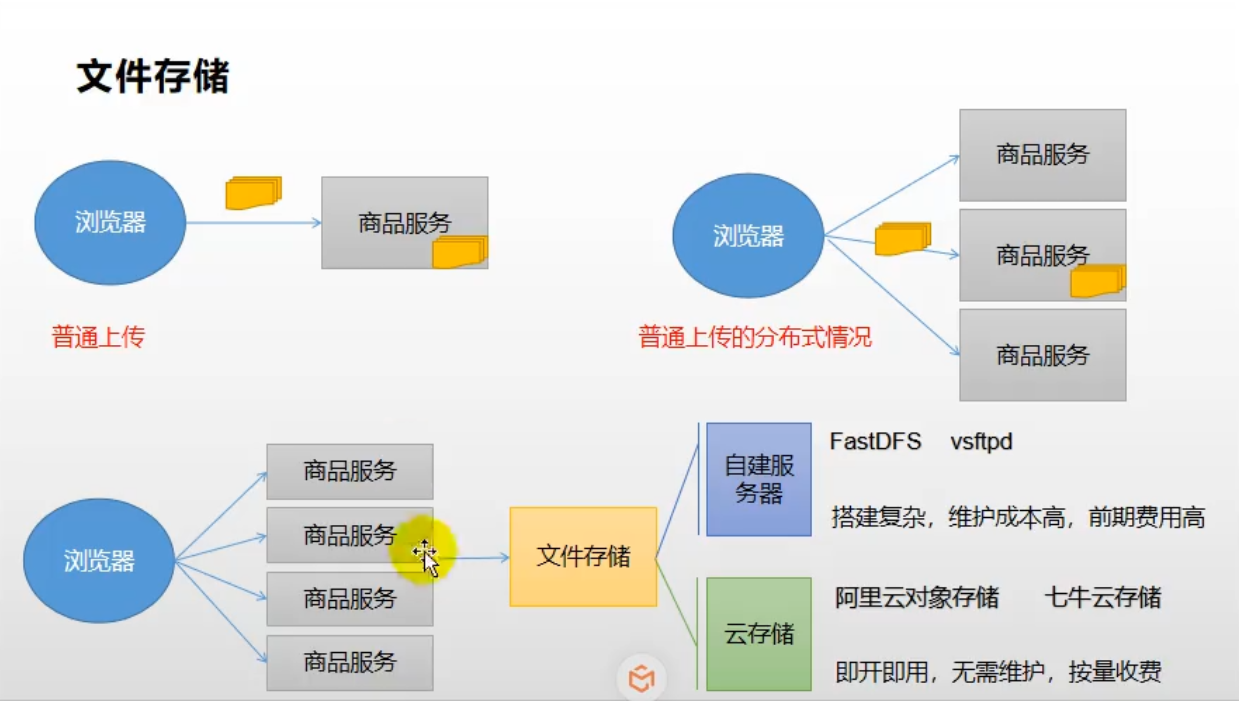 文件存储
浏览器
商品服务
普通上传
浏览器
商品服务
商品服务
商品服务
普通上传的分布式情况
浏览器
商品服务
商品服务
商品服务
商品服务
文件存储
自建服
务器
FastDFS vsftpd
搭建复杂，维护成本高，前期费用高
云存储
阿里云对象存储 七牛云存储
即开即用，无需维护，按量收费